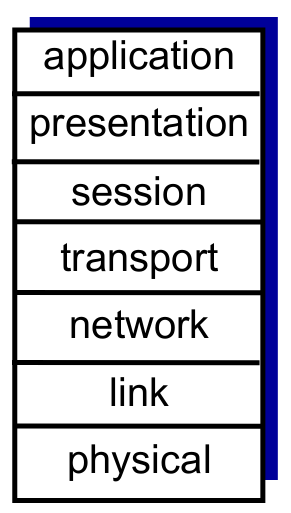 application
presentation
session
transport
network
link
physical